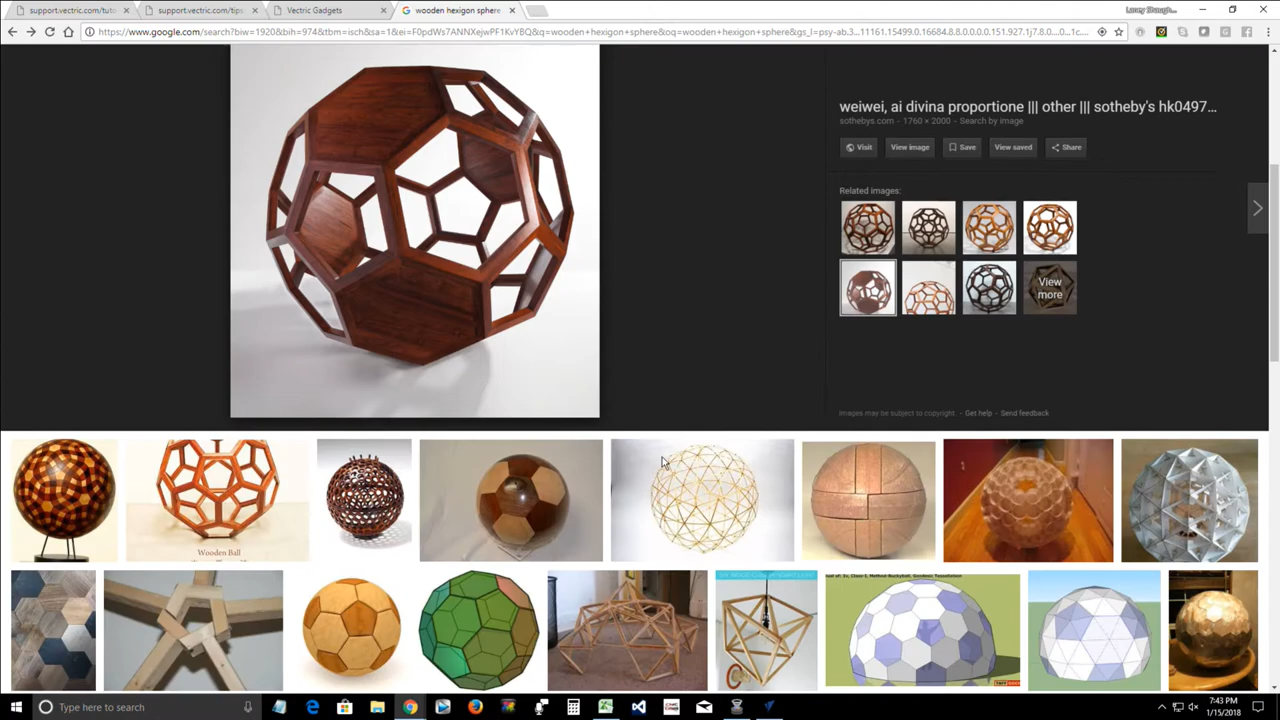 support.vectric.com/tuto
support.vectric.com/tips
Vectric Gadgets
wooden hexigon sphere
https://www.google.com/search?biw=1920&bih=974&tbm=isch&sa=1&ei=F0pdWs7ANNXejwPF1KvYBQ&q=wooden+hexigon+sphere&oq=wooden+hexigon+sphere&gs_l=psy-ab.3...11161.15499.0.16684.8.8.0.0.0.0.151.927.1j7.8.0....0...1c....
weiwei, ai divina proportione ||| other ||| sotheby's hk0497...
sothebys.com - 1760 × 2000 - Search by image
Visit
View image
Save
View saved
Share
Related images:
View
more
Images may be subject to copyright. - Get help - Send feedback
Wooden Ball
Type here to search
7:43 PM
1/15/2018